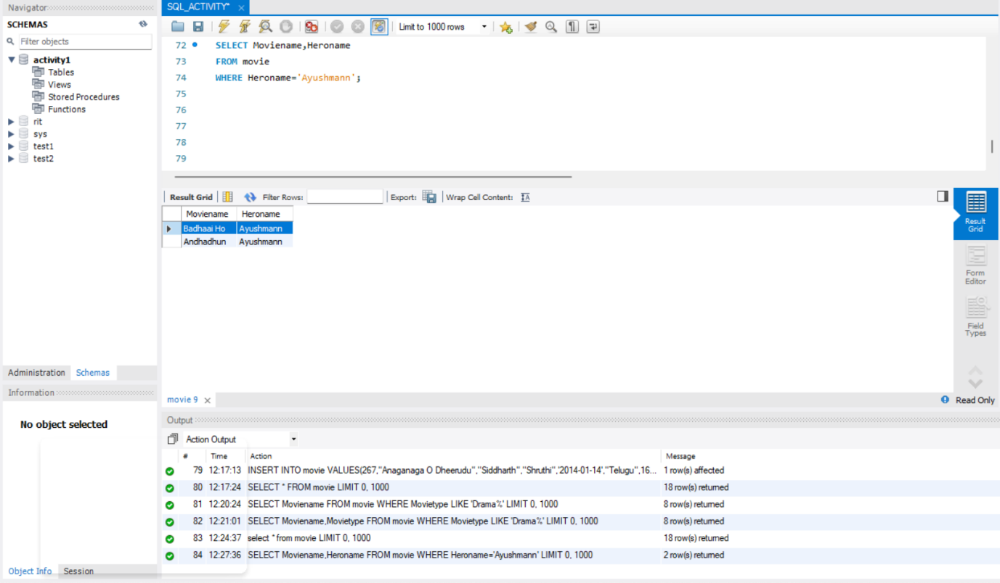 Navigator
SCHEMAS
Filter objects
activity1
Tables
Views
Stored Procedures
Functions
rit
sys
test1
test2
Administration Schemas
Information
No object selected
Object Info Session
SQL_ACTIVITY* ×
Limit to 1000 rows
72 SELECT Moviename,Heroname
73 FROM movie
74 WHERE Heroname='Ayushmann';
75
76
77
78
79
Result Grid Filter Rows: Export: Wrap Cell Content:
Moviename Heroname
Badhaai Ho Ayushmann
Andhadhun Ayushmann
Result
Grid
Form
Editor
Field
Types
movie 9 × Read Only
Output
Action Output
# Time Action Message
79 12:17:13 INSERT INTO movie VALUES(267,"Anaganaga O Dheerudu","Siddharth","Shruthi",'2014-01-14',"Telugu",16... 1 row(s) affected
80 12:17:24 SELECT * FROM movie LIMIT 0, 1000 18 row(s) returned
81 12:20:24 SELECT Moviename FROM movie WHERE Movietype LIKE 'Drama%' LIMIT 0, 1000 8 row(s) returned
82 12:21:01 SELECT Moviename,Movietype FROM movie WHERE Movietype LIKE 'Drama%' LIMIT 0, 1000 8 row(s) returned
83 12:24:37 select * from movie LIMIT 0, 1000 18 row(s) returned
84 12:27:36 SELECT Moviename,Heroname FROM movie WHERE Heroname='Ayushmann' LIMIT 0, 1000 2 row(s) returned